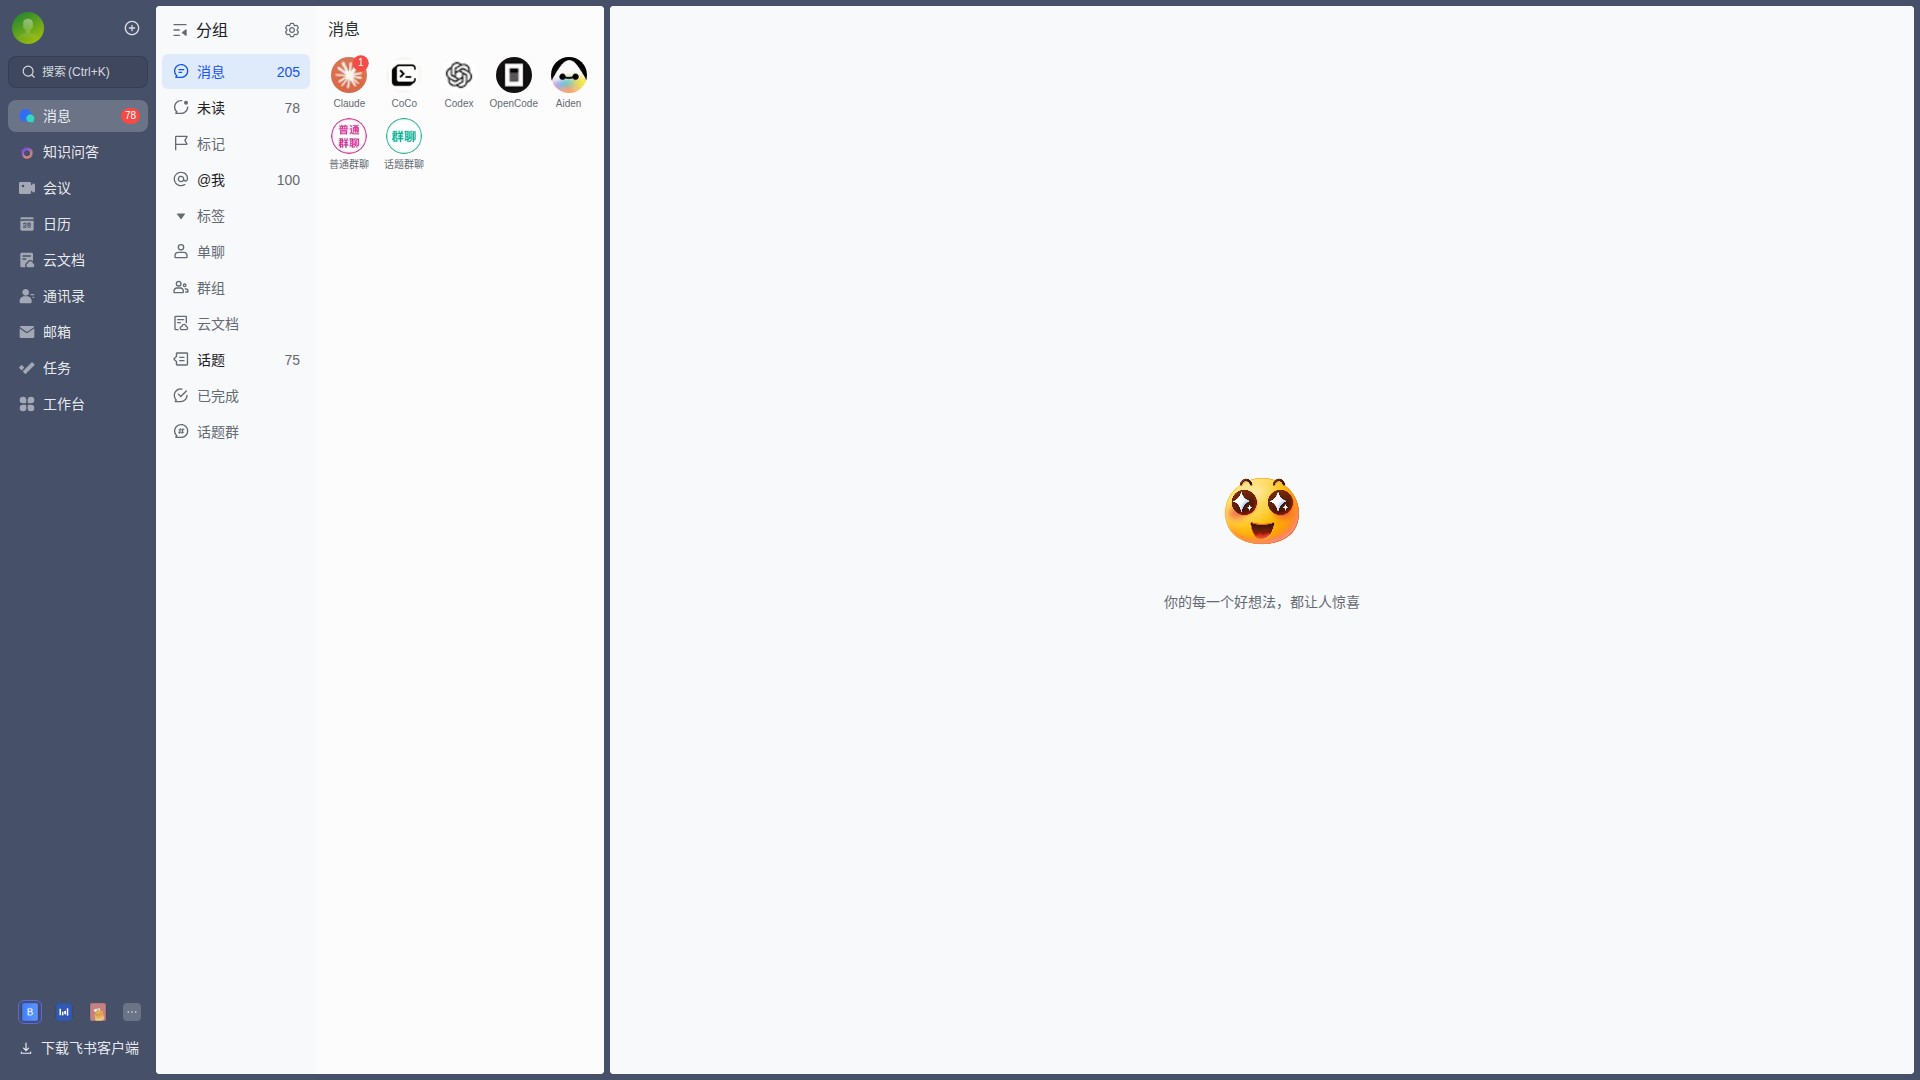 搜索 (Ctrl+K)
消息 78
知识问答
会议
日历
云文档
通讯录
邮箱
任务
工作台
B
下载飞书客户端
分组
消息 205
未读 78
标记
@我 100
标签
单聊
群组
云文档
话题 75
已完成
话题群
消息
1
Claude CoCo Codex OpenCode Aiden
普通
群聊
群聊
普通群聊 话题群聊
你的每一个好想法，都让人惊喜